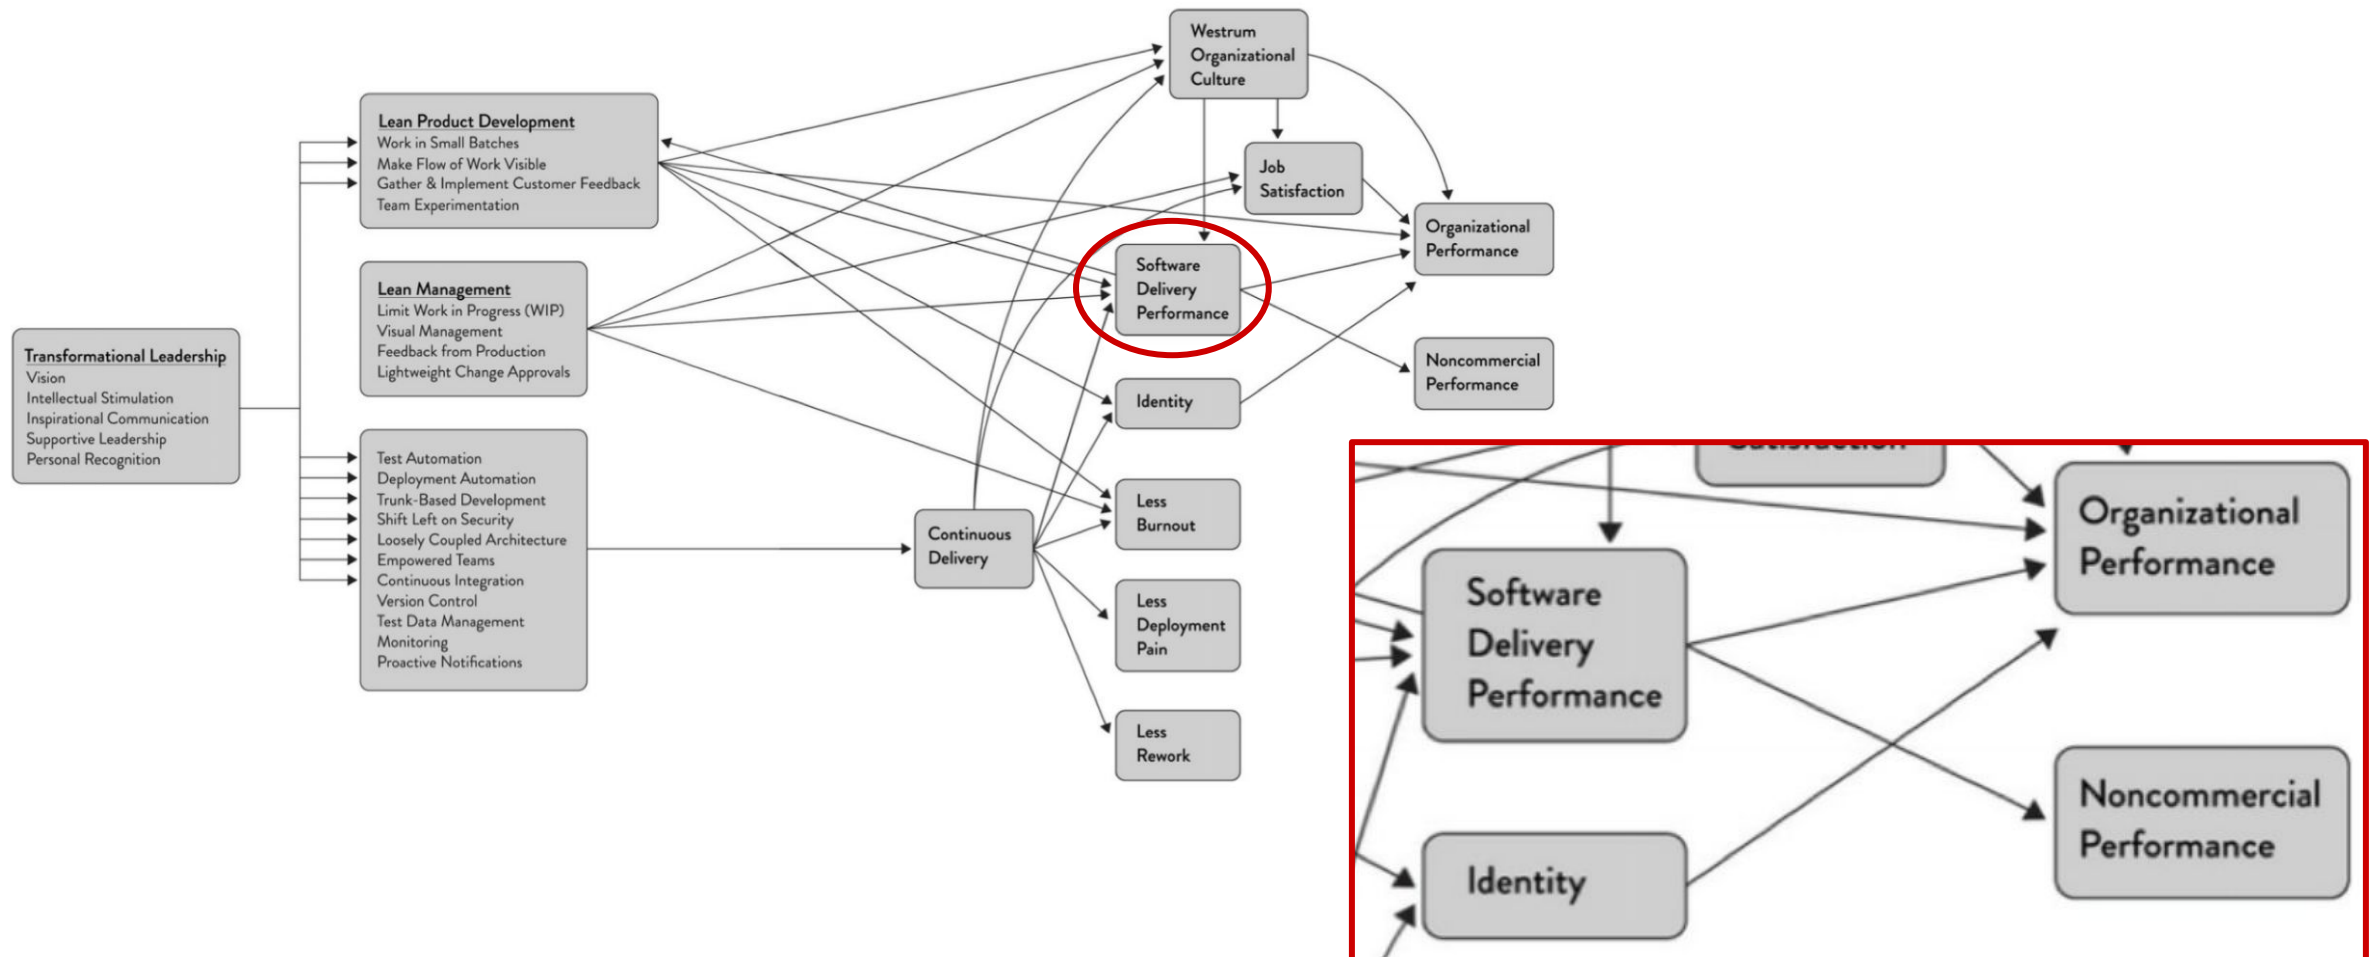 Westrum
Organizational
Culture
Lean Product Development
Work in Small Batches
Make Flow of Work Visible
Gather & Implement Customer Feedback
Team Experimentation
Job
Satisfaction
Organizational
Performance
Lean Management
Limit Work in Progress (WIP)
Visual Management
Feedback from Production
Lightweight Change Approvals
Software
Delivery
Performance
Transformational Leadership
Vision
Intellectual Stimulation
Inspirational Communication
Supportive Leadership
Personal Recognition
Noncommercial
Performance
Identity
Test Automation
Deployment Automation
Trunk-Based Development
Shift Left on Security
Loosely Coupled Architecture
Empowered Teams
Continuous Integration
Version Control
Test Data Management
Monitoring
Proactive Notifications
Continuous
Delivery
Less
Burnout
Less
Deployment
Pain
Less
Rework
Satisfaction
Organizational
Performance
Software
Delivery
Performance
Noncommercial
Performance
Identity